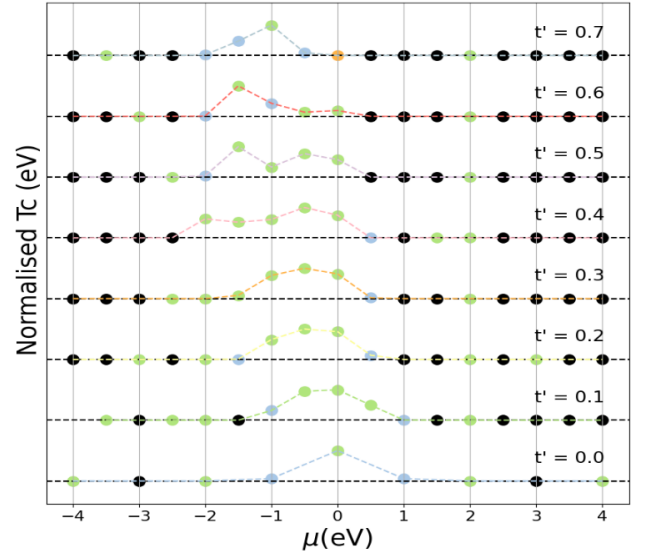 t' = 0.7
t' = 0.6
t' = 0.5
t' = 0.4
t' = 0.3
t' = 0.2
t' = 0.1
t' = 0.0
Normalised Tc (eV)
−4 −3 −2 −1 0 1 2 3 4
μ(eV)